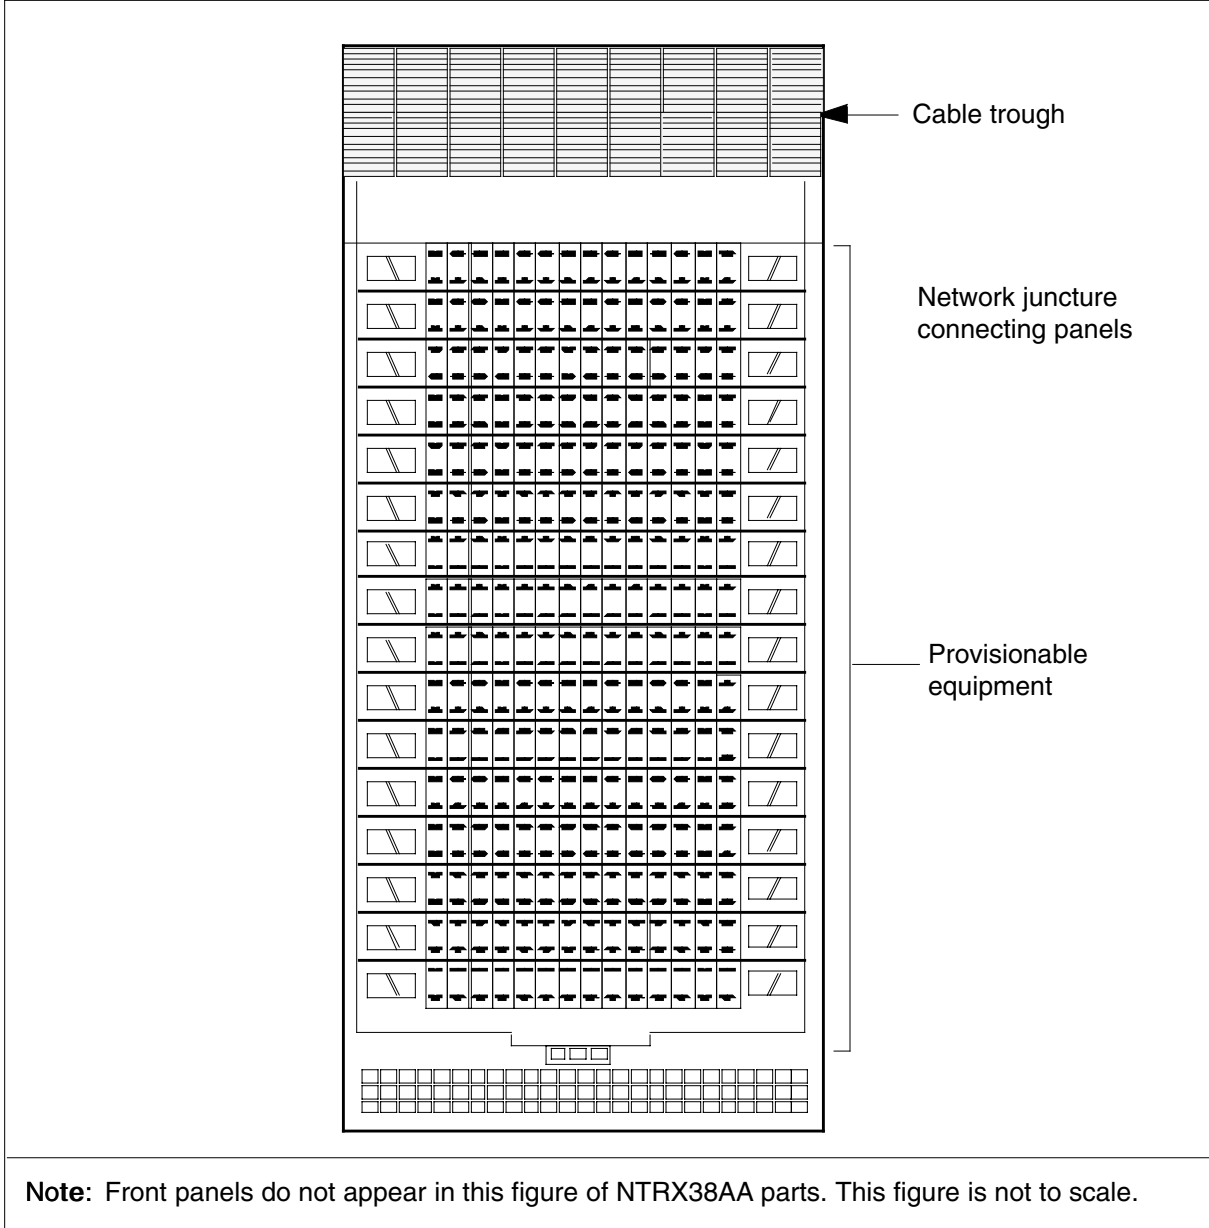 Cable trough
Network juncture
connecting panels
Provisionable
equipment
Note: Front panels do not appear in this figure of NTRX38AA parts. This figure is not to scale.